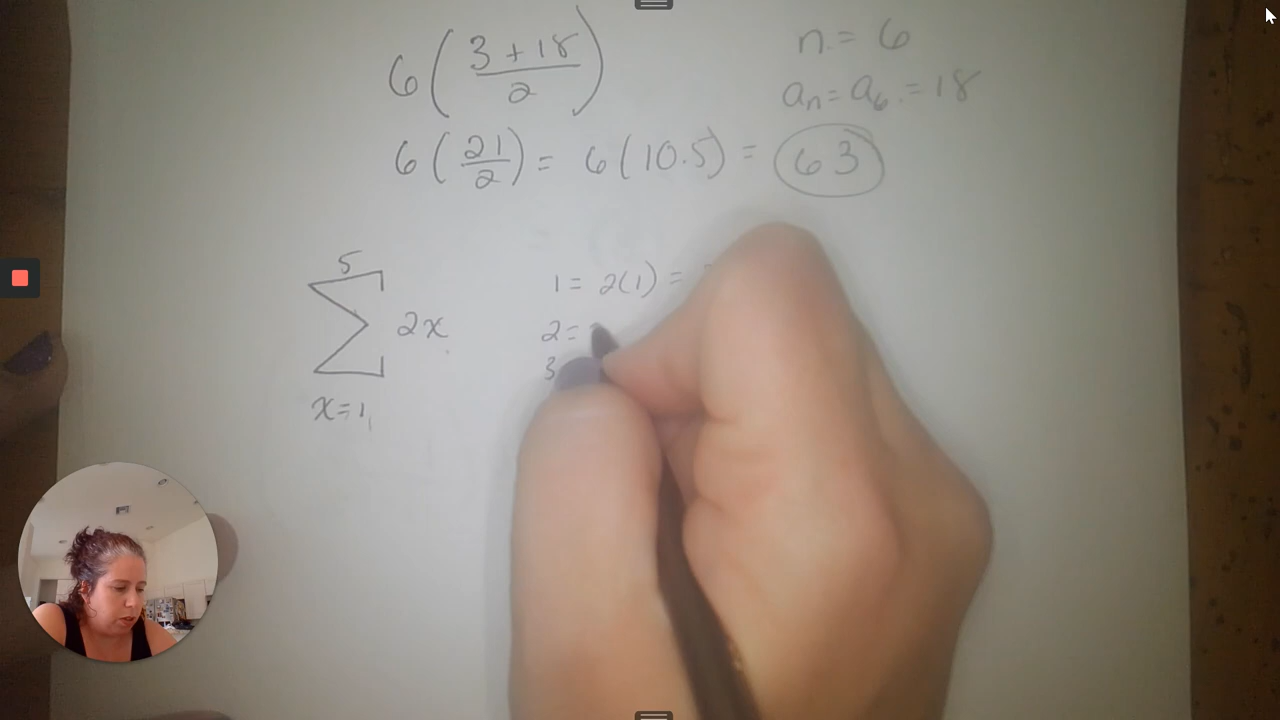 6(3+18/2)
n = 6
aₙ = a₆ = 18
6(21/2) = 6(10.5) = 63
5
Σ 2x
x=1
1 = 2(1) =
2 =
3